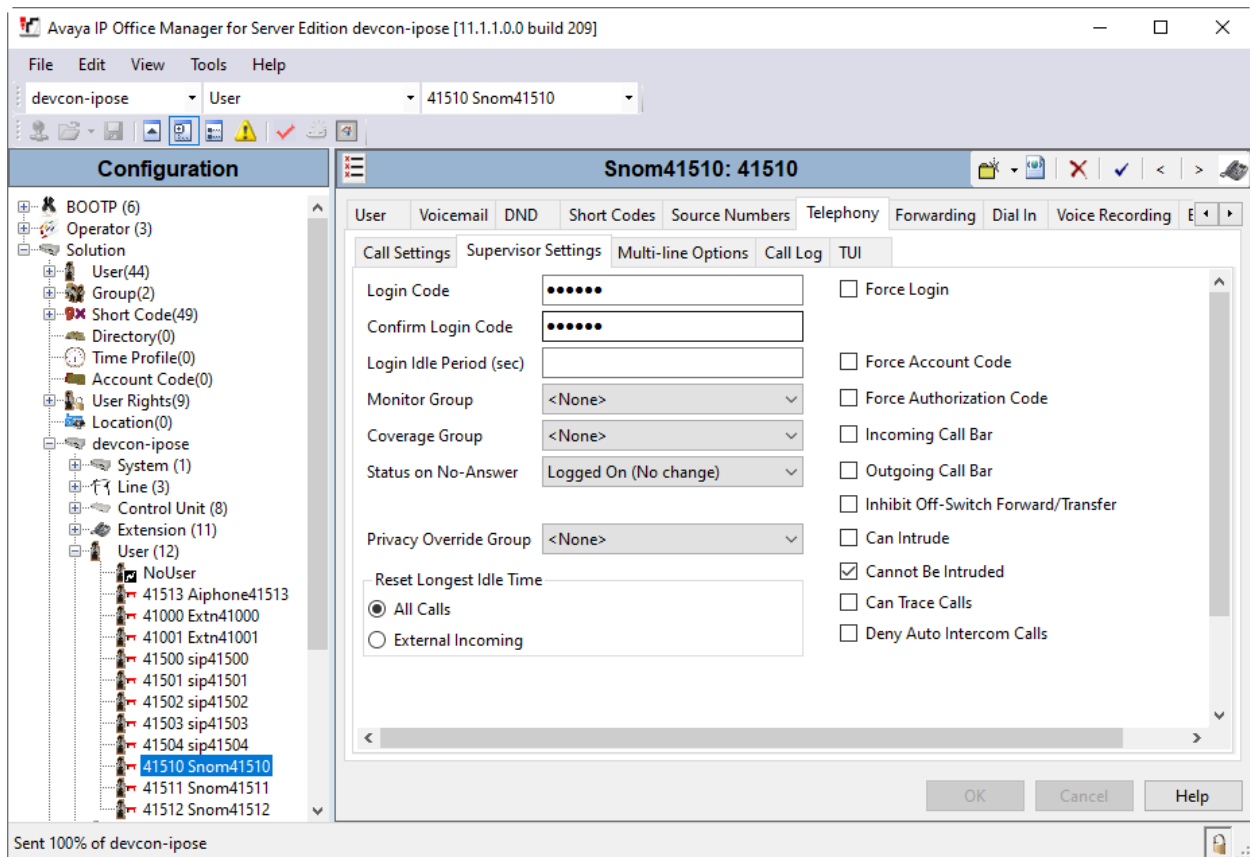 Avaya IP Office Manager for Server Edition devcon-ipose [11.1.1.0.0 build 209]
File Edit View Tools Help
devcon-ipose User 41510 Snom41510
Configuration
BOOTP (6)
Operator (3)
Solution
User(44)
Group(2)
Short Code(49)
Directory(0)
Time Profile(0)
Account Code(0)
User Rights(9)
Location(0)
devcon-ipose
System (1)
Line (3)
Control Unit (8)
Extension (11)
User (12)
NoUser
41513 Aiphone41513
41000 Extn41000
41001 Extn41001
41500 sip41500
41501 sip41501
41502 sip41502
41503 sip41503
41504 sip41504
41510 Snom41510
41511 Snom41511
41512 Snom41512
Snom41510: 41510
User Voicemail DND Short Codes Source Numbers Telephony Forwarding Dial In Voice Recording
Call Settings Supervisor Settings Multi-line Options Call Log TUI
Login Code ●●●●●● Force Login
Confirm Login Code ●●●●●●
Login Idle Period (sec) Force Account Code
Monitor Group <None> Force Authorization Code
Coverage Group <None> Incoming Call Bar
Status on No-Answer Logged On (No change) Outgoing Call Bar
Inhibit Off-Switch Forward/Transfer
Privacy Override Group <None> Can Intrude
Reset Longest Idle Time Cannot Be Intruded
All Calls Can Trace Calls
External Incoming Deny Auto Intercom Calls
OK Cancel Help
Sent 100% of devcon-ipose